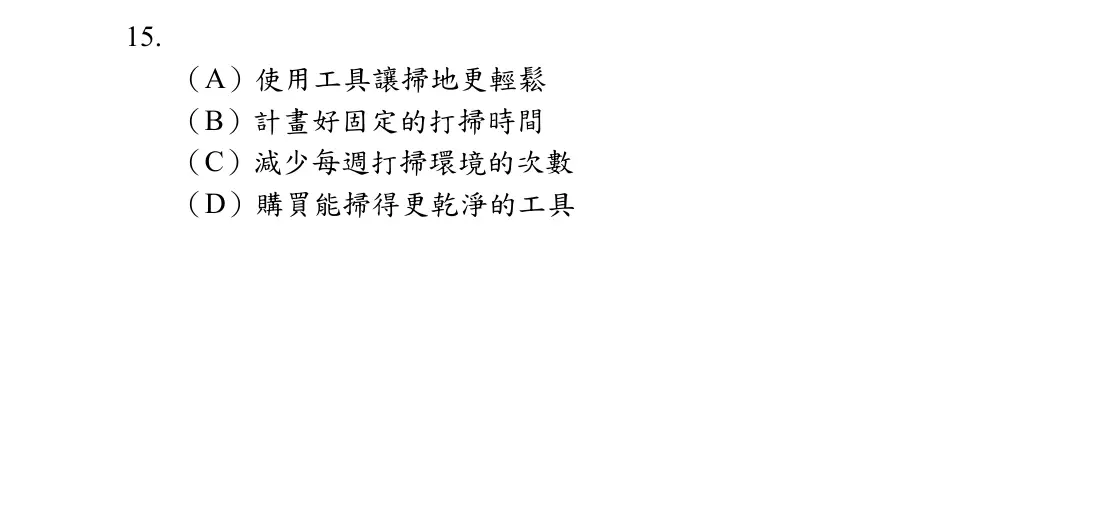 15.
（A）使用工具讓掃地更輕鬆
（B）計畫好固定的打掃時間
（C）減少每週打掃環境的次數
（D）購買能掃得更乾淨的工具